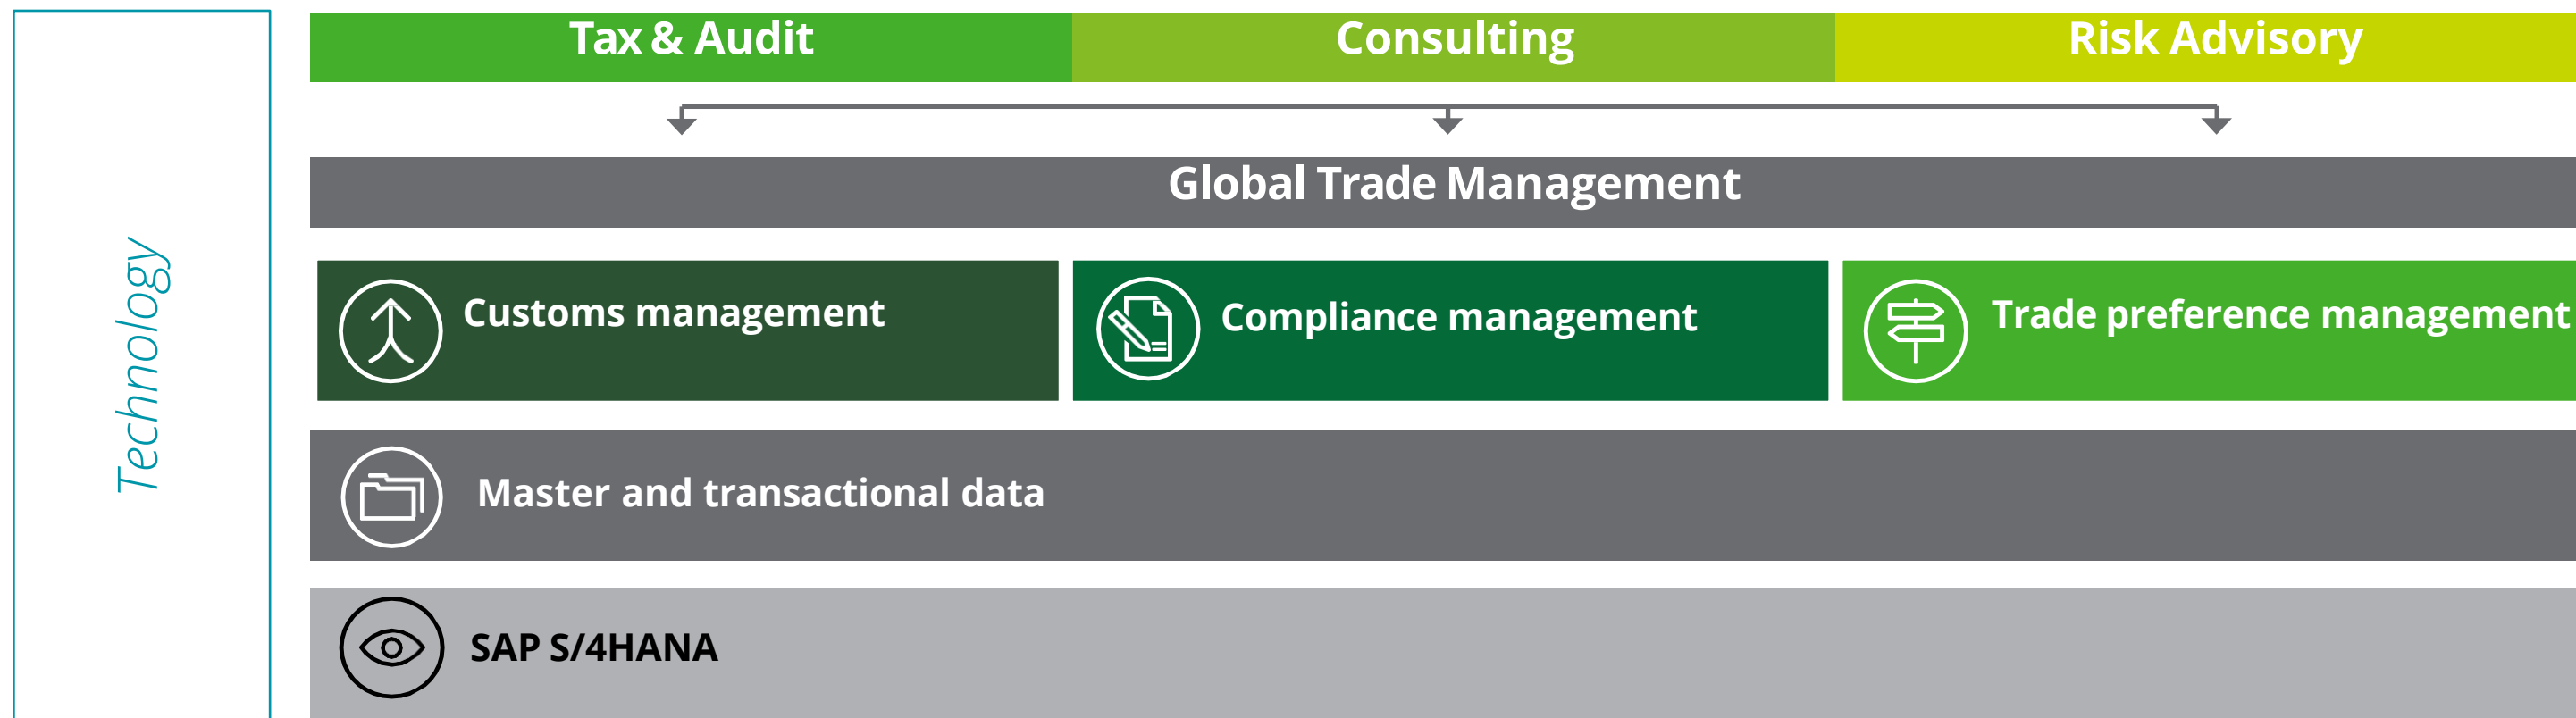 Tax & Audit
Consulting
Risk Advisory
Global Trade Management
Technology
Customs management
Compliance management
Trade preference management
Master and transactional data
SAP S/4HANA